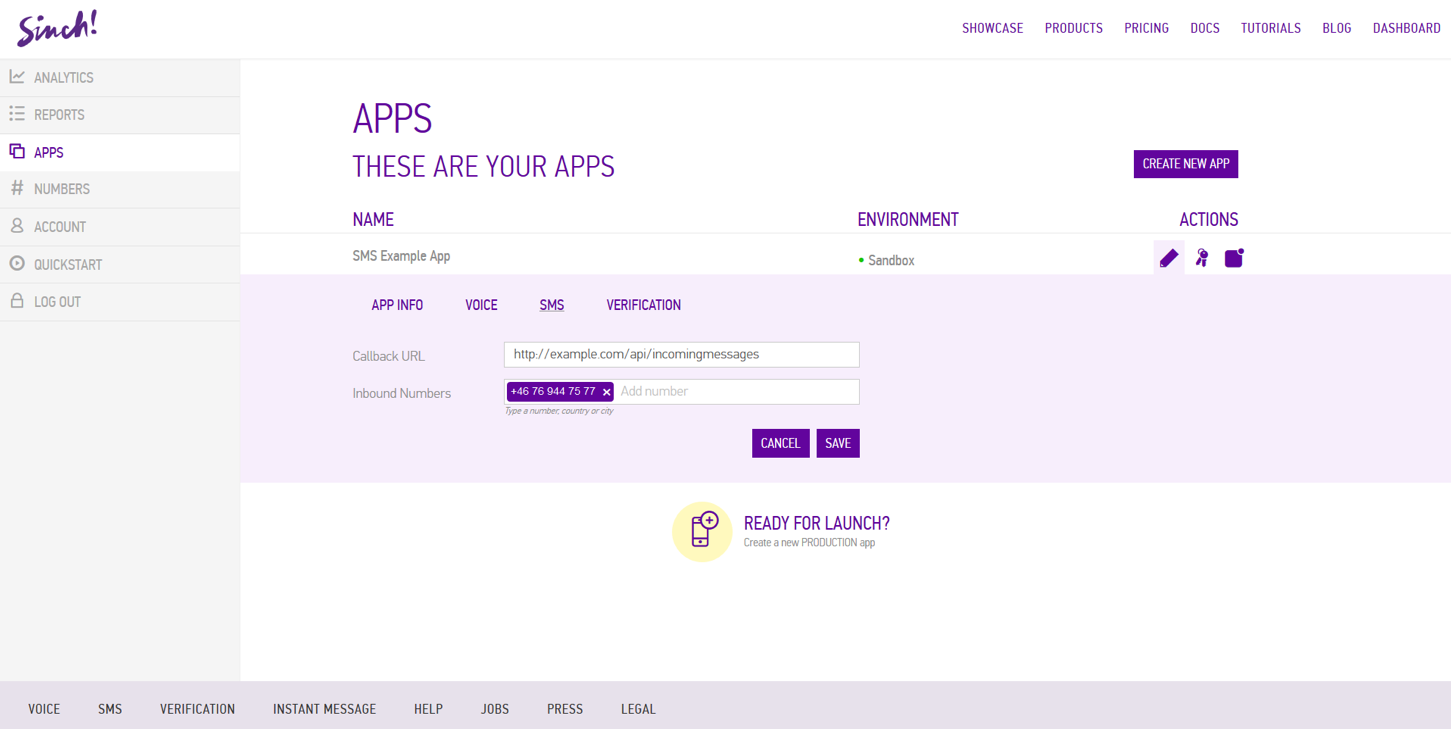 Sinch!
SHOWCASE PRODUCTS PRICING DOCS TUTORIALS BLOG DASHBOARD
ANALYTICS
REPORTS
APPS
NUMBERS
ACCOUNT
QUICKSTART
LOG OUT
APPS
THESE ARE YOUR APPS
CREATE NEW APP
NAME ENVIRONMENT ACTIONS
SMS Example App Sandbox
APP INFO VOICE SMS VERIFICATION
Callback URL http://example.com/api/incomingmessages
Inbound Numbers +46 76 944 75 77 × Add number
Type a number, country or city
CANCEL SAVE
READY FOR LAUNCH?
Create a new PRODUCTION app
VOICE SMS VERIFICATION INSTANT MESSAGE HELP JOBS PRESS LEGAL